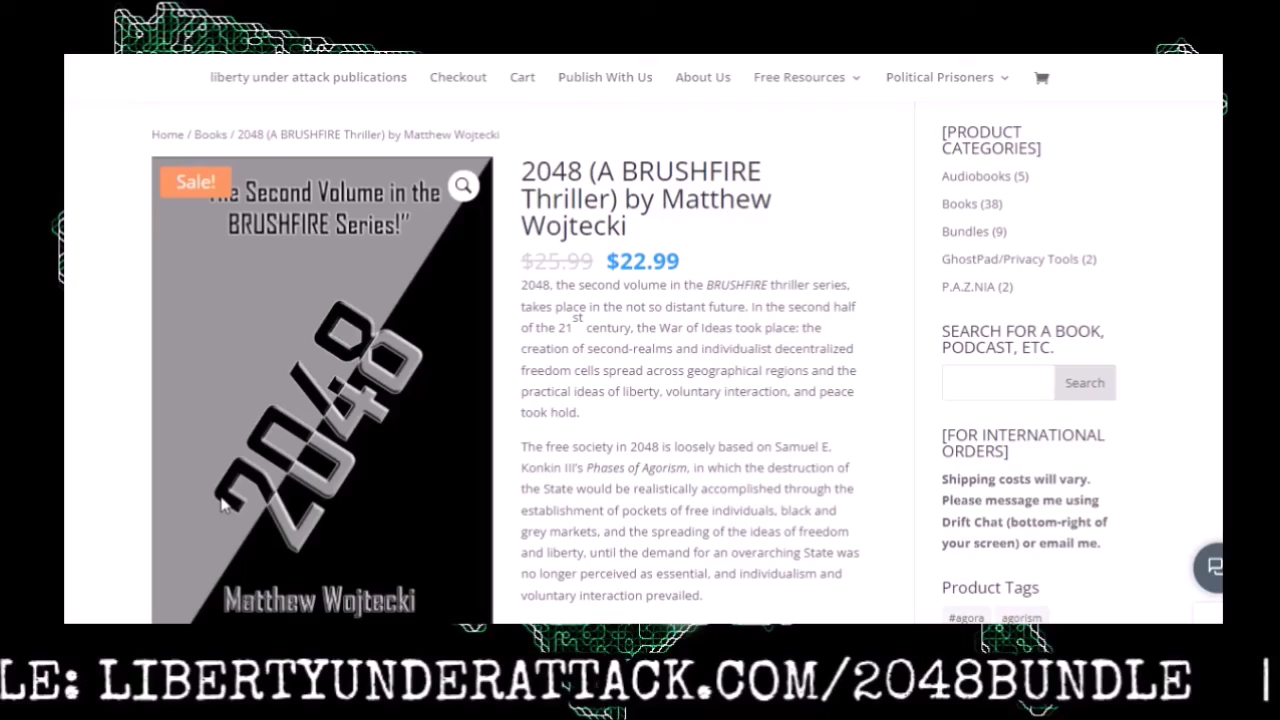 liberty under attack publications Checkout Cart Publish With Us About Us Free Resources Political Prisoners
Home / Books / 2048 (A BRUSHFIRE Thriller) by Matthew Wojtecki
Sale!
The Second Volume in the
BRUSHFIRE Series!”
2048
Matthew Wojtecki
2048 (A BRUSHFIRE
Thriller) by Matthew
Wojtecki
$25.99 $22.99
2048, the second volume in the BRUSHFIRE thriller series,
takes place in the not so distant future. In the second half
of the 21st century, the War of Ideas took place: the
creation of second-realms and individualist decentralized
freedom cells spread across geographical regions and the
practical ideas of liberty, voluntary interaction, and peace
took hold.
The free society in 2048 is loosely based on Samuel E.
Konkin III's Phases of Agorism, in which the destruction of
the State would be realistically accomplished through the
establishment of pockets of free individuals, black and
grey markets, and the spreading of the ideas of freedom
and liberty, until the demand for an overarching State was
no longer perceived as essential, and individualism and
voluntary interaction prevailed.
[PRODUCT
CATEGORIES]
Audiobooks (5)
Books (38)
Bundles (9)
GhostPad/Privacy Tools (2)
P.A.Z.NIA (2)
SEARCH FOR A BOOK,
PODCAST, ETC.
Search
[FOR INTERNATIONAL
ORDERS]
Shipping costs will vary.
Please message me using
Drift Chat (bottom-right of
your screen) or email me.
Product Tags
#agora agorism
LE: LIBERTYUNDERATTACK.COM/2048BUNDLE |